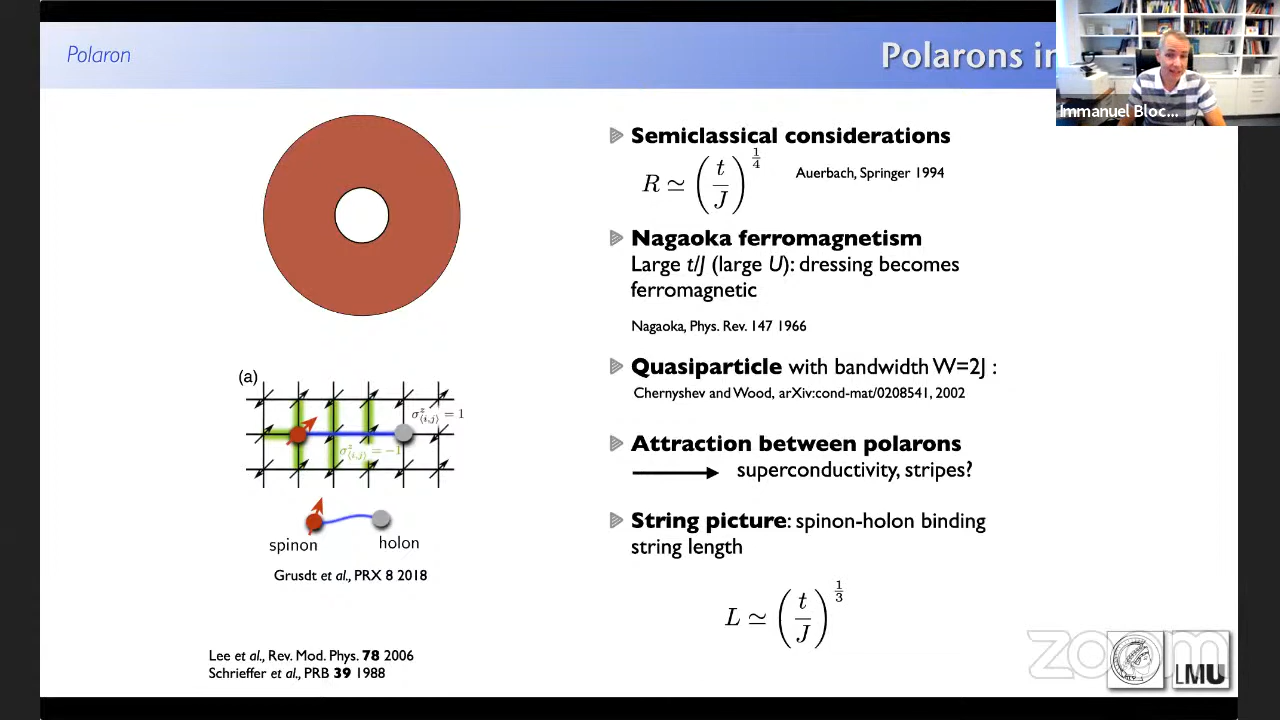 Polaron
Polarons in
Immanuel Bloc...
Semiclassical considerations
R ≃ (t/J)^{1/4}
Auerbach, Springer 1994
Nagaoka ferromagnetism
Large t/J (large U): dressing becomes
ferromagnetic
Nagaoka, Phys. Rev. 147 1966
Quasiparticle with bandwidth W=2J :
Chernyshev and Wood, arXiv:cond-mat/0208541, 2002
Attraction between polarons
superconductivity, stripes?
String picture: spinon-holon binding
string length
L ≃ (t/J)^{1/3}
(a)
σ^z_{⟨i,j⟩} = 1
σ^z_{⟨i,j⟩} = −1
spinon
holon
Grusdt et al., PRX 8 2018
Lee et al., Rev. Mod. Phys. 78 2006
Schrieffer et al., PRB 39 1988
zoom
LMU